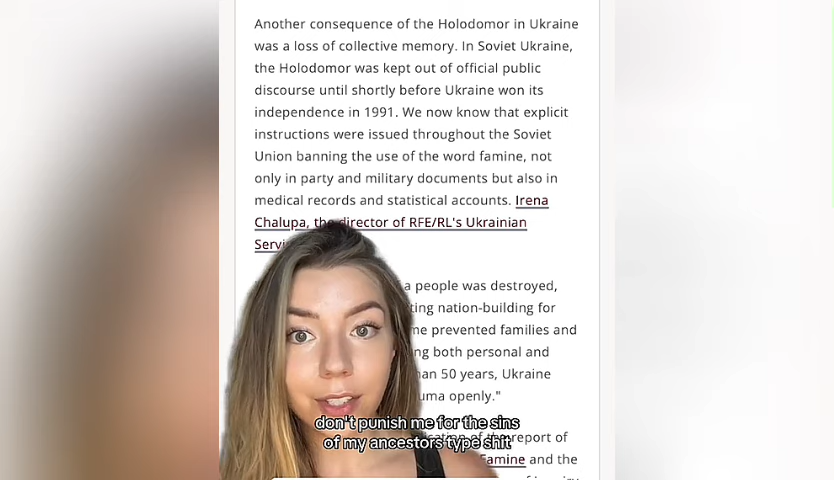 Another consequence of the Holodomor in Ukraine
was a loss of collective memory. In Soviet Ukraine,
the Holodomor was kept out of official public
discourse until shortly before Ukraine won its
independence in 1991. We now know that explicit
instructions were issued throughout the Soviet
Union banning the use of the word famine, not
only in party and military documents but also in
medical records and statistical accounts. Irena
Chalupa, the director of RFE/RL's Ukrainian
a people was destroyed,
nation-building for
prevented families and
both personal and
50 years, Ukraine
openly."
don't punish me for the sins
of my ancestors type shit
report of
Famine and the